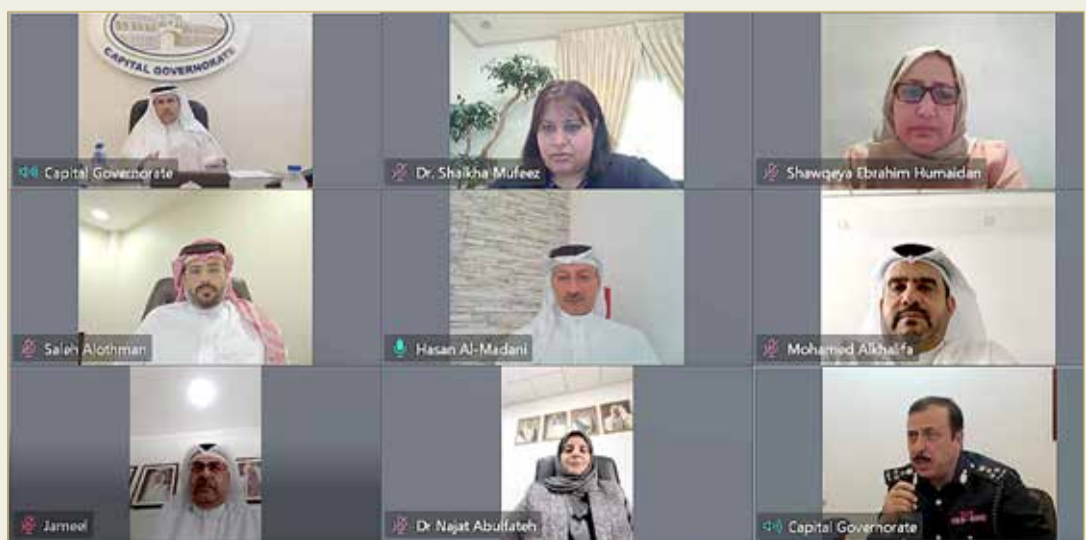 CAPITAL GOVERNORATE
Capital Governorate
Dr. Shaikha Mufeez
Shawqeya Ebrahim Humaidan
Saleh Alothman
Hasan Al-Madani
Mohamed Alkhalifa
Jameel
Dr Najat Abulfateh
Capital Governorate